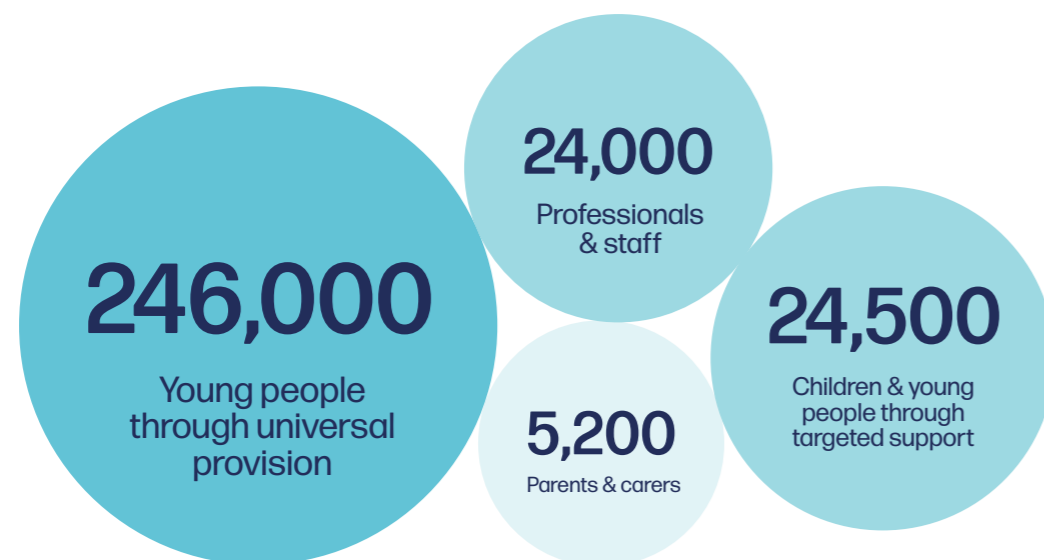 246,000
Young people
through universal
provision
24,000
Professionals
& staff
5,200
Parents & carers
24,500
Children & young
people through
targeted support